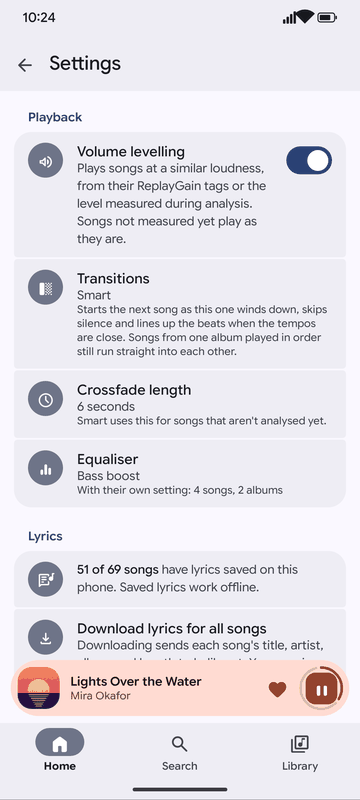 10:24
Settings
Playback
Volume levelling
Plays songs at a similar loudness,
from their ReplayGain tags or the
level measured during analysis.
Songs not measured yet play as
they are.
Transitions
Smart
Starts the next song as this one winds down, skips
silence and lines up the beats when the tempos
are close. Songs from one album played in order
still run straight into each other.
Crossfade length
6 seconds
Smart uses this for songs that aren't analysed yet.
Equaliser
Bass boost
With their own setting: 4 songs, 2 albums
Lyrics
51 of 69 songs have lyrics saved on this
phone. Saved lyrics work offline.
Download lyrics for all songs
Downloading sends each song's title, artist,
Lights Over the Water
Mira Okafor
Home
Search
Library